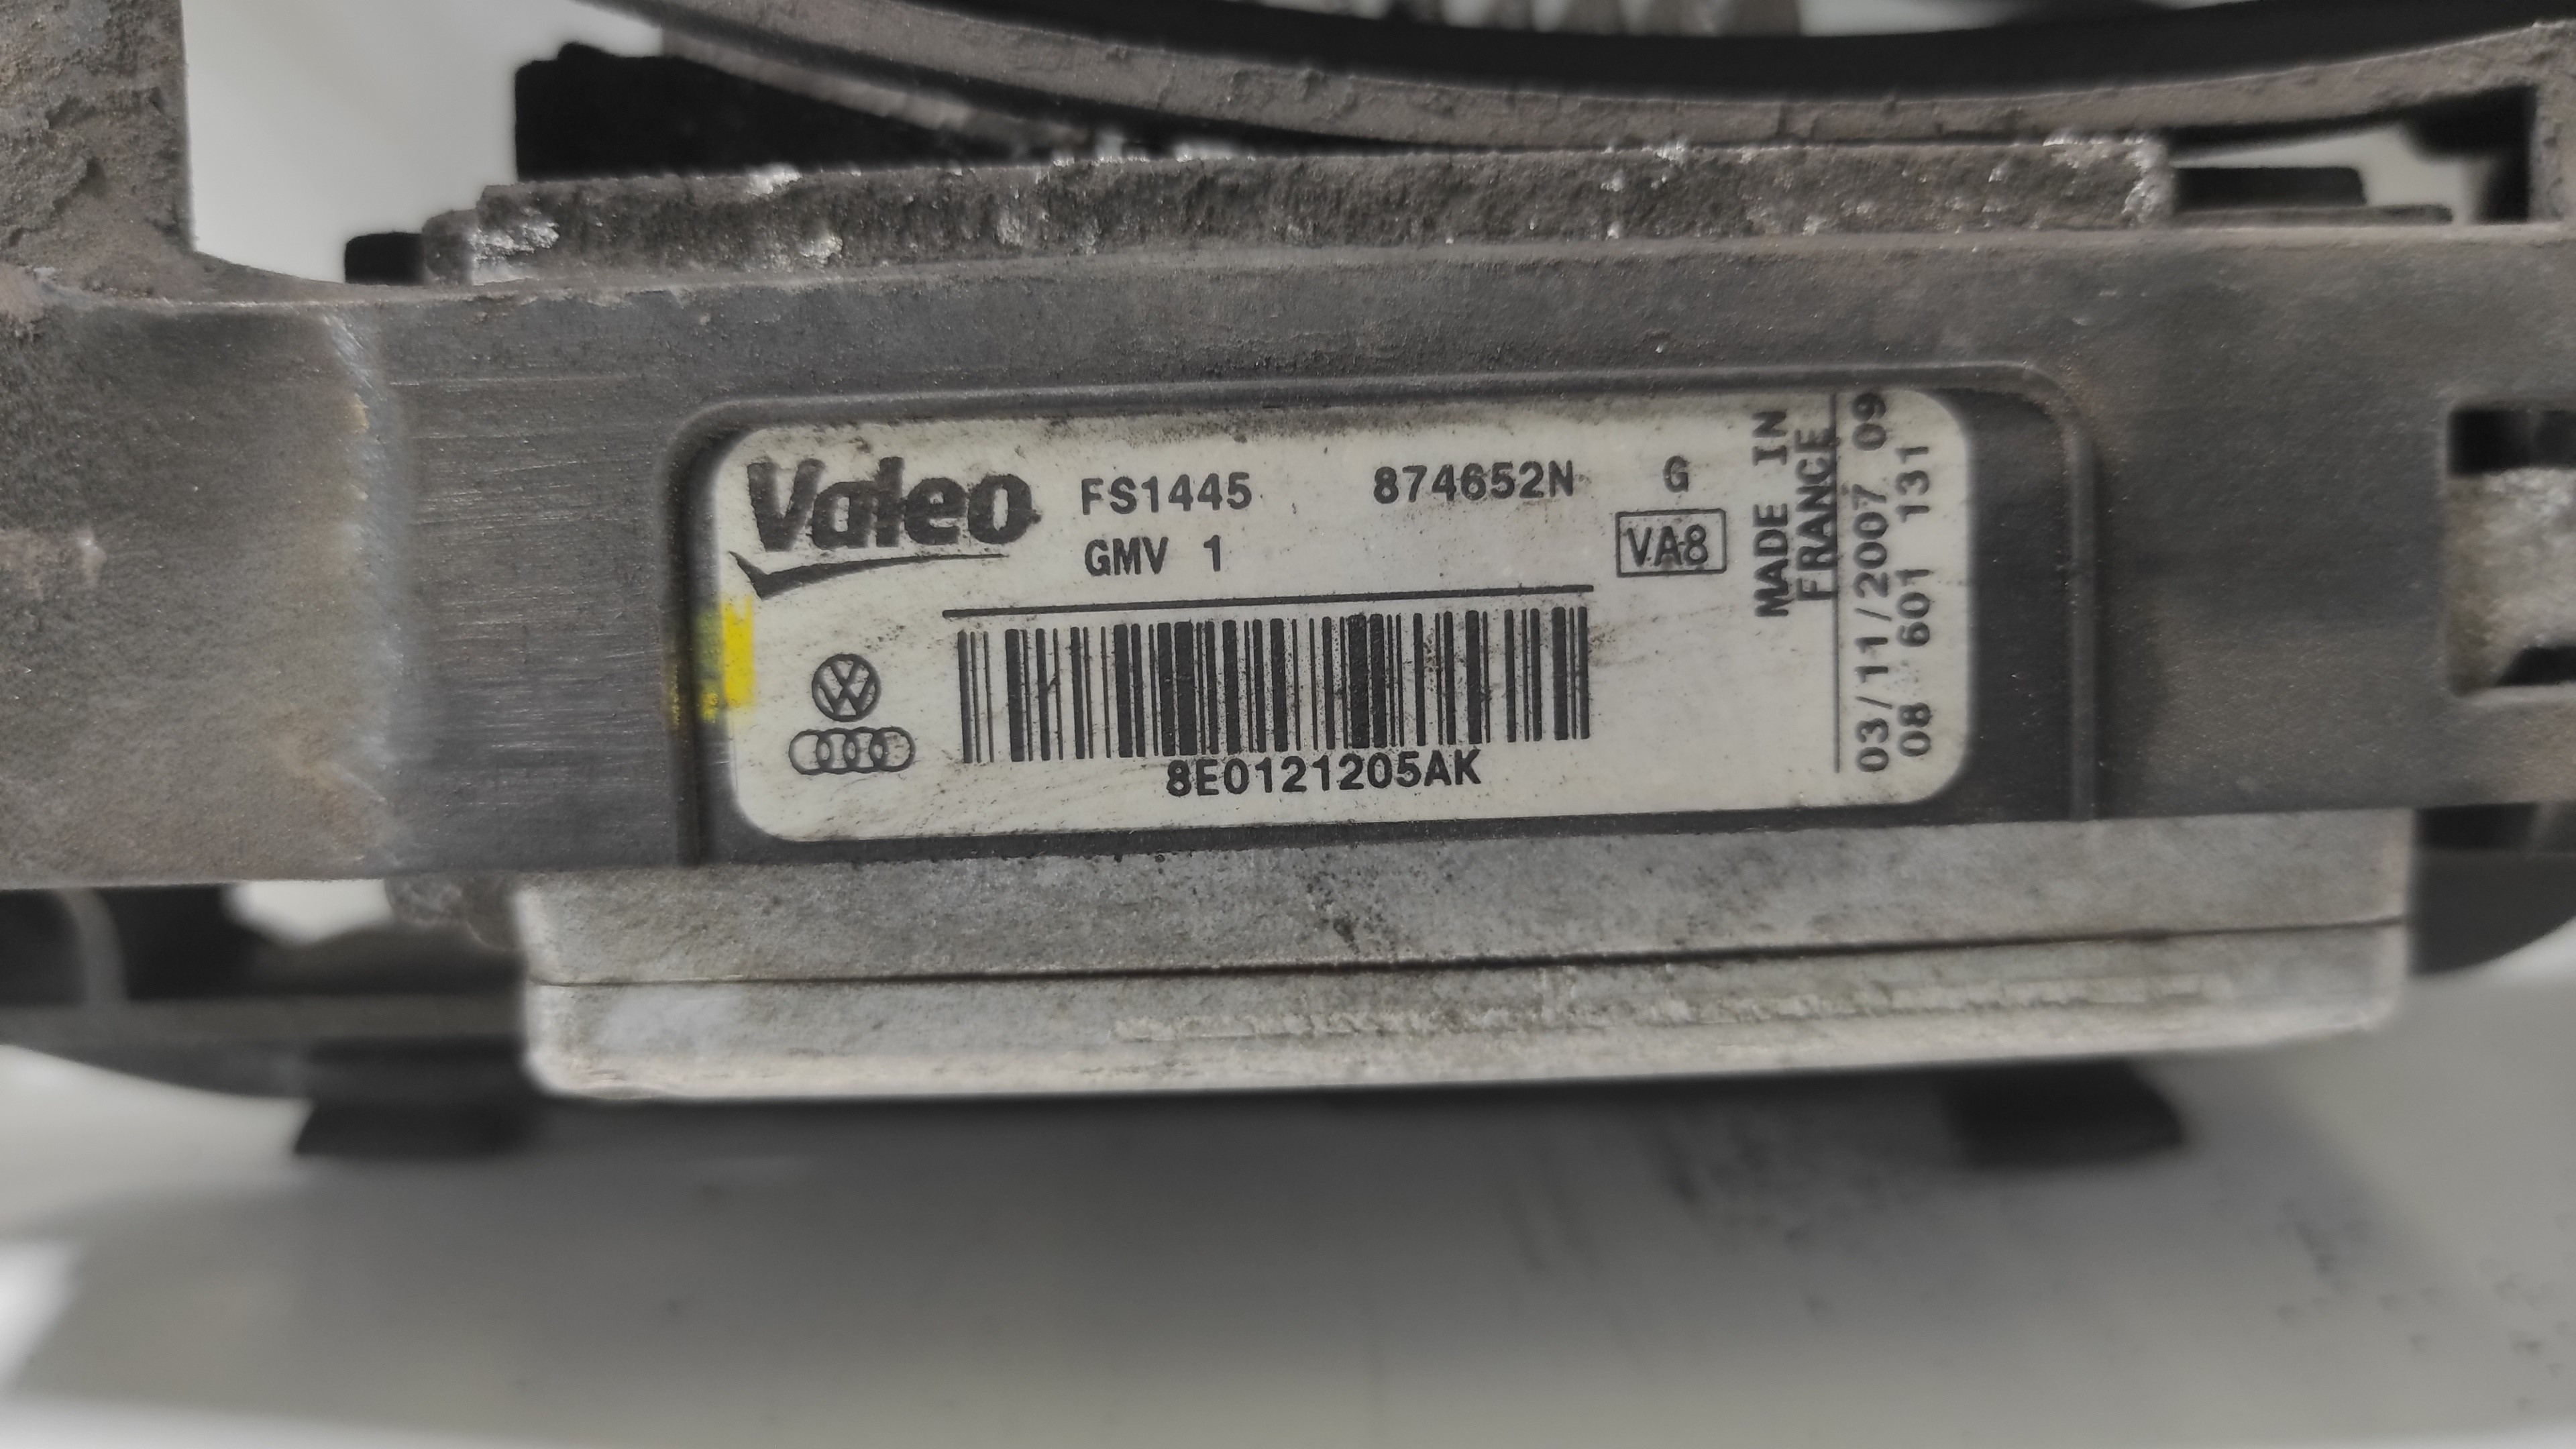 Valeo
FS1445 874652N G
GMV 1
VA8
8E0121205AK
MADE IN
FRANCE
03/11/2007 09
08 601 131